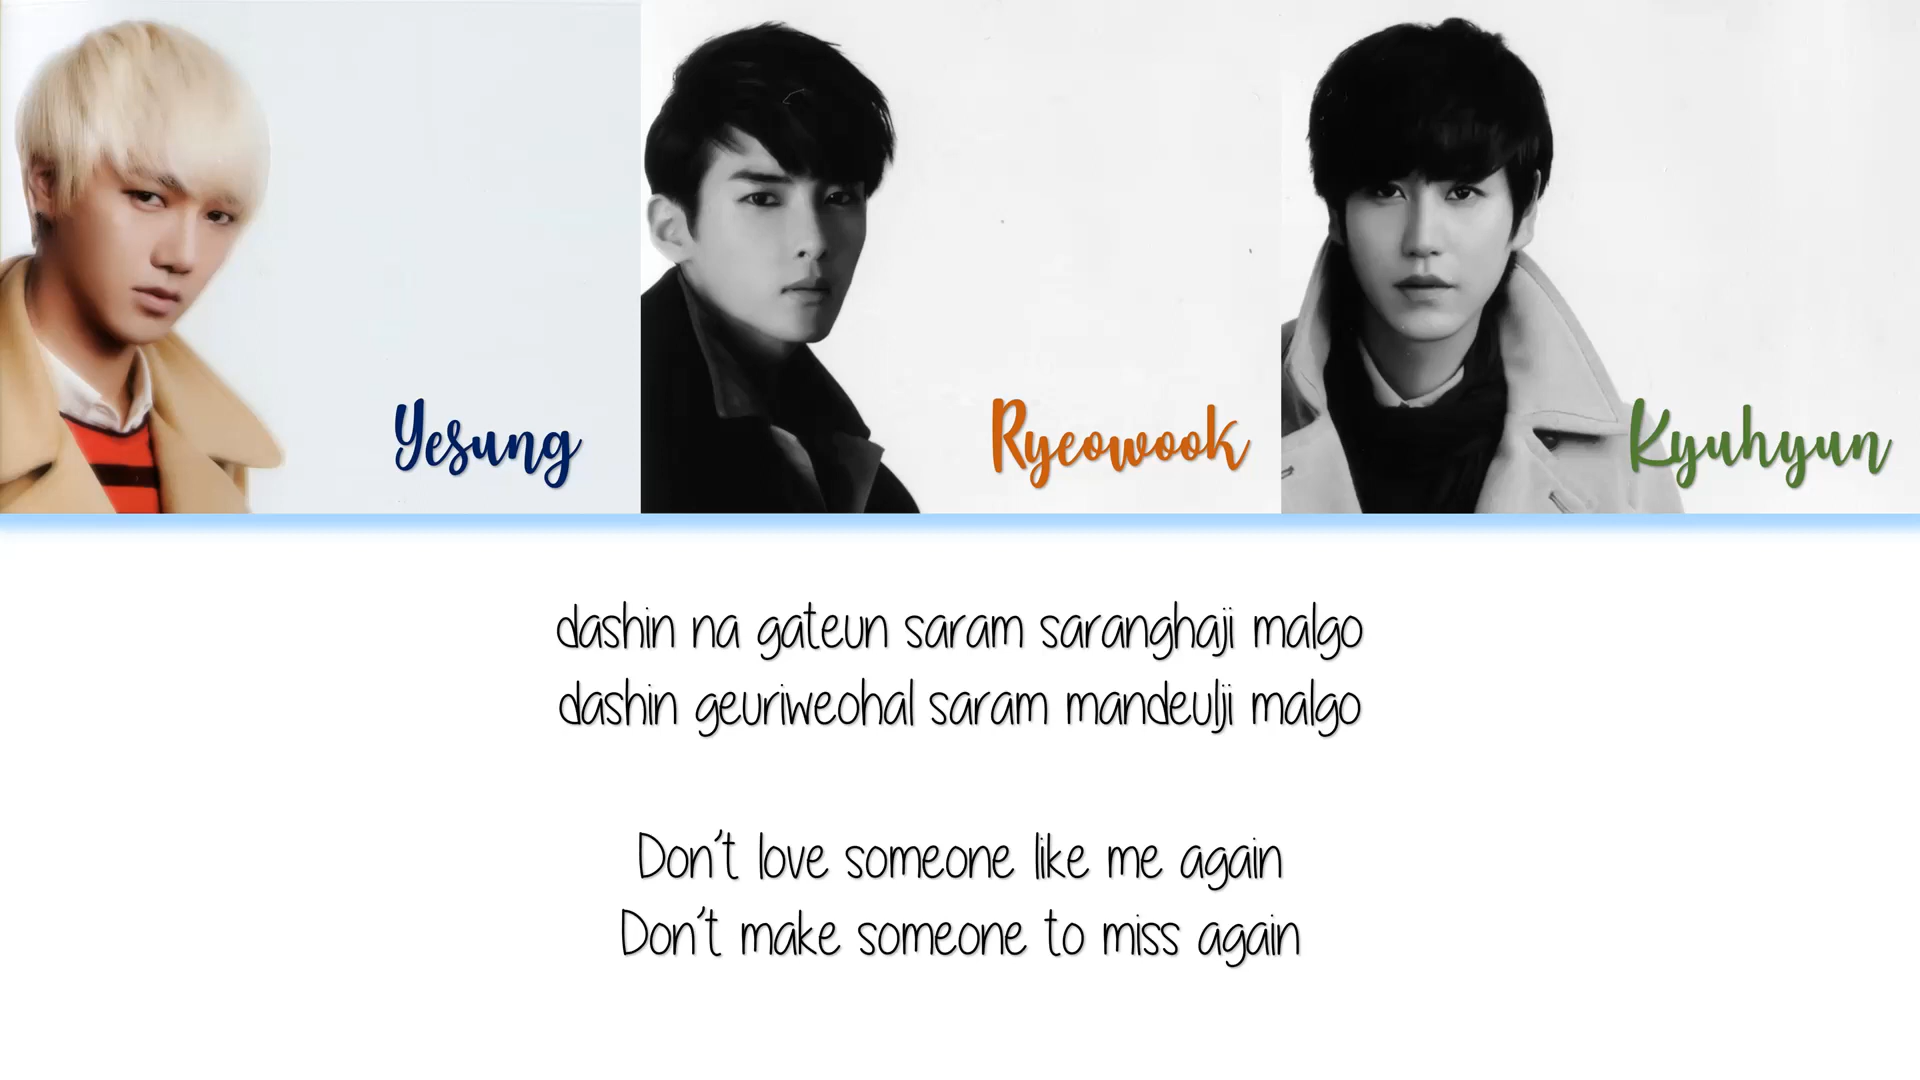 Yesung
Ryeowook
Kyuhyun
dashin na gateun saram saranghaji malgo
dashin geuriweohal saram mandeulji malgo
Don't love someone like me again
Don't make someone to miss again